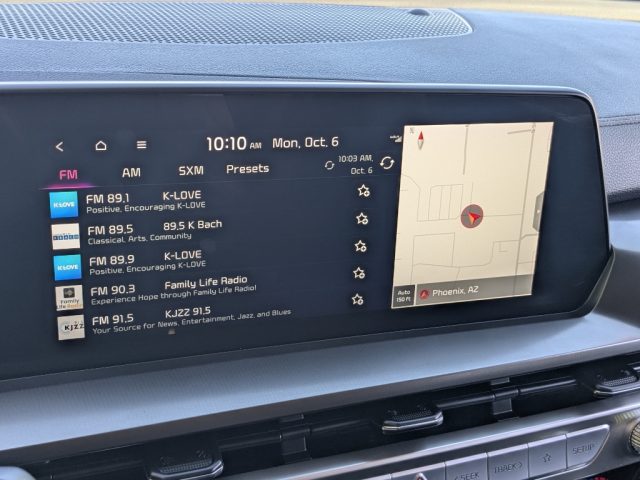 10:10 AM Mon, Oct. 6
FM AM SXM Presets
10:03 AM,
Oct. 6
K-LOVE
FM 89.1 K-LOVE
Positive, Encouraging K-LOVE
FM 89.5 89.5 K Bach
Classical, Arts, Community
K-LOVE
FM 89.9 K-LOVE
Positive, Encouraging K-LOVE
Family Life Radio
FM 90.3 Family Life Radio
Experience Hope through Family Life Radio!
KJZZ
FM 91.5 KJZZ 91.5
Your Source for News, Entertainment, Jazz, and Blues
N
Auto
150 ft
Phoenix, AZ
SEEK
TRACK
SETUP